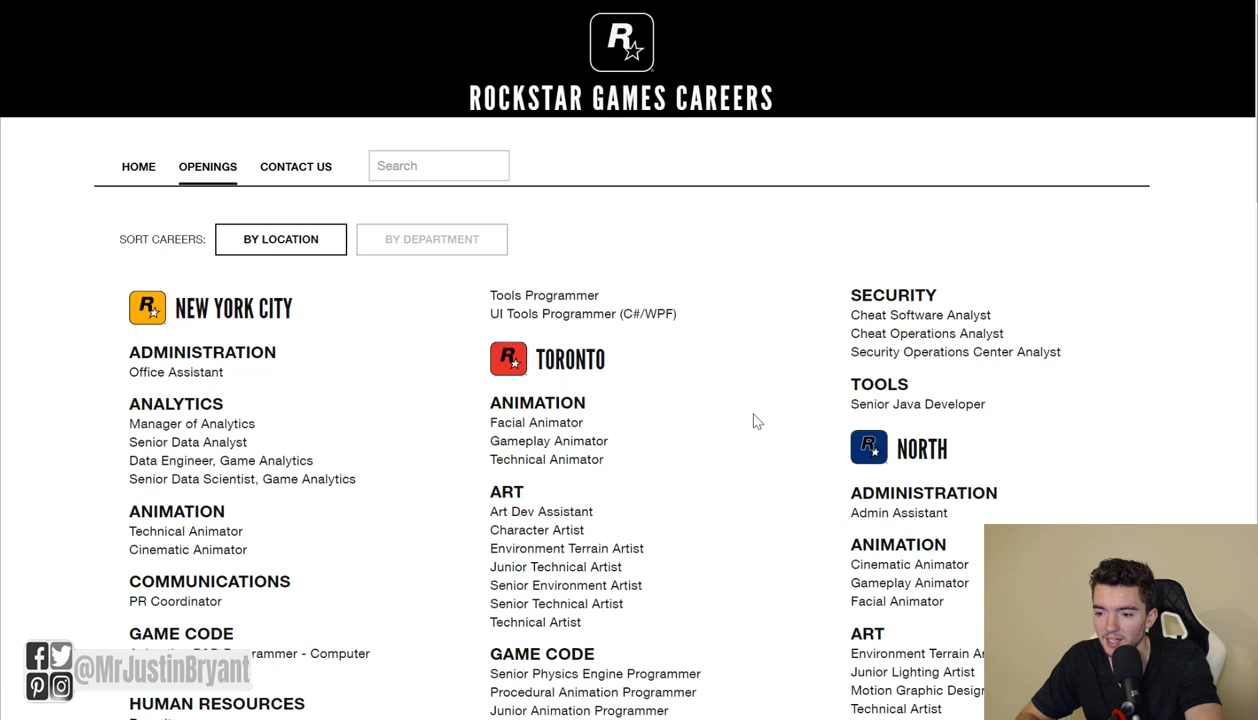 R
ROCKSTAR GAMES CAREERS
HOME OPENINGS CONTACT US Search
SORT CAREERS: BY LOCATION BY DEPARTMENT
R NEW YORK CITY
ADMINISTRATION
Office Assistant
ANALYTICS
Manager of Analytics
Senior Data Analyst
Data Engineer, Game Analytics
Senior Data Scientist, Game Analytics
ANIMATION
Technical Animator
Cinematic Animator
COMMUNICATIONS
PR Coordinator
GAME CODE
Programmer - Computer
HUMAN RESOURCES
Tools Programmer
UI Tools Programmer (C#/WPF)
R TORONTO
ANIMATION
Facial Animator
Gameplay Animator
Technical Animator
ART
Art Dev Assistant
Character Artist
Environment Terrain Artist
Junior Technical Artist
Senior Environment Artist
Senior Technical Artist
Technical Artist
GAME CODE
Senior Physics Engine Programmer
Procedural Animation Programmer
Junior Animation Programmer
SECURITY
Cheat Software Analyst
Cheat Operations Analyst
Security Operations Center Analyst
TOOLS
Senior Java Developer
R NORTH
ADMINISTRATION
Admin Assistant
ANIMATION
Cinematic Animator
Gameplay Animator
Facial Animator
ART
Environment Terrain
Junior Lighting Artist
Motion Graphic
Technical Artist
@MrJustinBryant